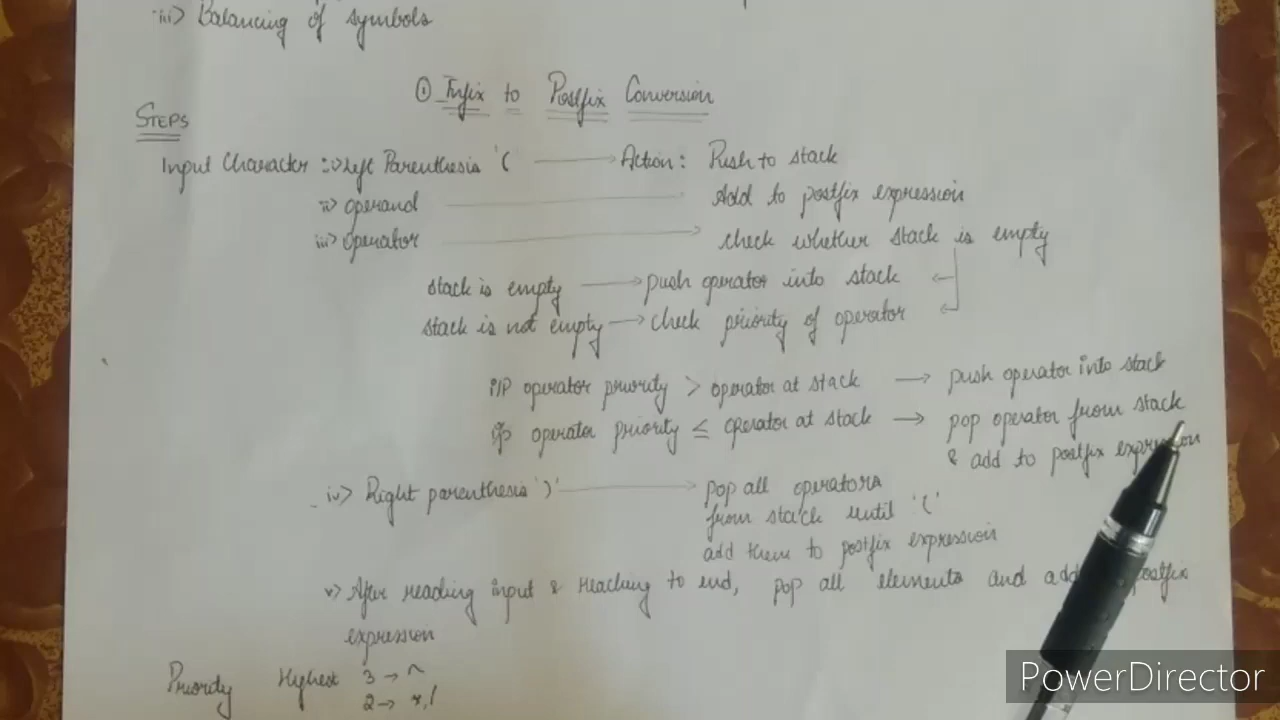 iii> Balancing of symbols
① Infix to Postfix Conversion
STEPS
Input Character : i> Left Parenthesis '(' → Action : Push to stack
ii> operand Add to postfix expression
iii> operator → check whether stack is empty
stack is empty → push operator into stack
stack is not empty → check priority of operator
i/P operator priority > operator at stack → push operator into stack
i/p operator priority ≤ operator at stack → pop operator from stack
& add to postfix expression
iv> Right parenthesis ')' → pop all operators
from stack until '('
add them to postfix expression
v> After reading input & reaching to end, pop all elements and add postfix
expression
Priority Highest 3 → ^
2 → *,/
PowerDirector